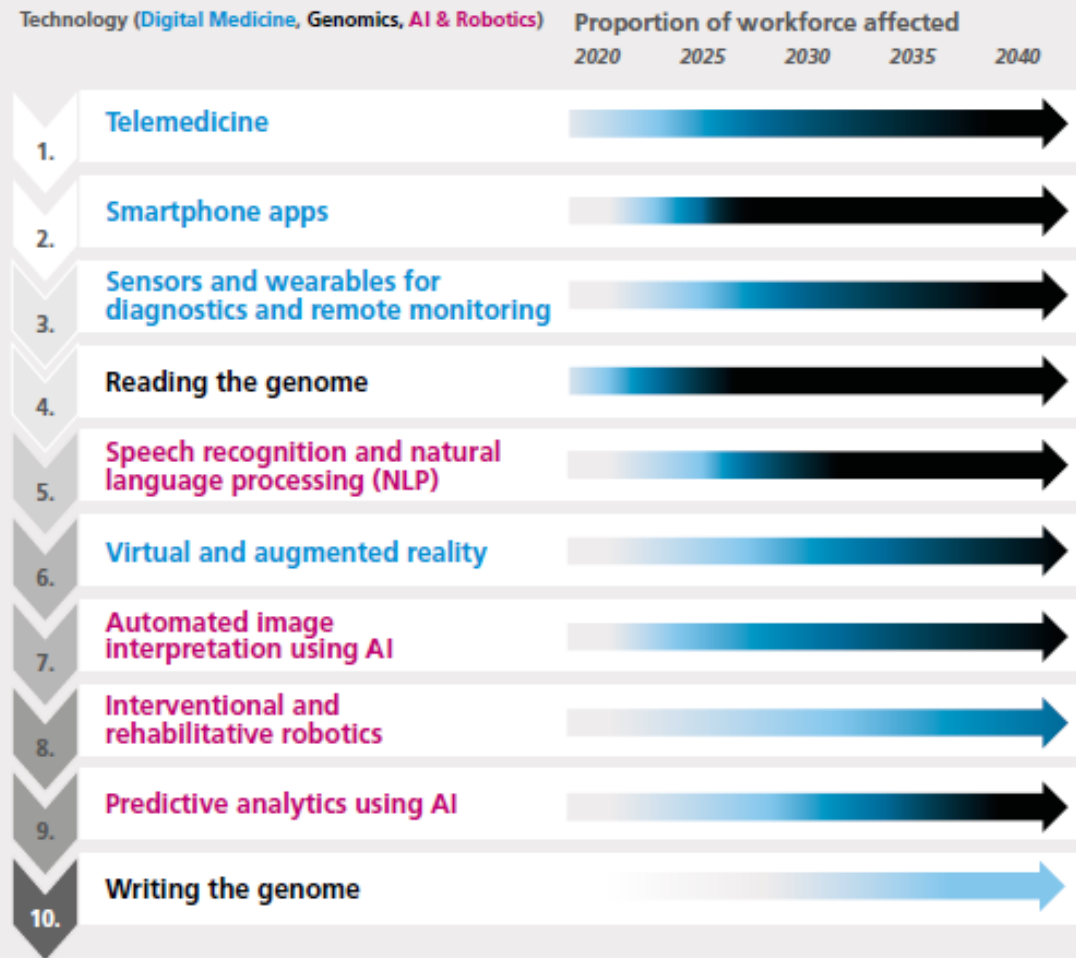 Technology (Digital Medicine, Genomics, AI & Robotics)
Proportion of workforce affected
2020 2025 2030 2035 2040
1.
Telemedicine
2.
Smartphone apps
3.
Sensors and wearables for
diagnostics and remote monitoring
4.
Reading the genome
5.
Speech recognition and natural
language processing (NLP)
6.
Virtual and augmented reality
7.
Automated image
interpretation using AI
8.
Interventional and
rehabilitative robotics
9.
Predictive analytics using AI
10.
Writing the genome